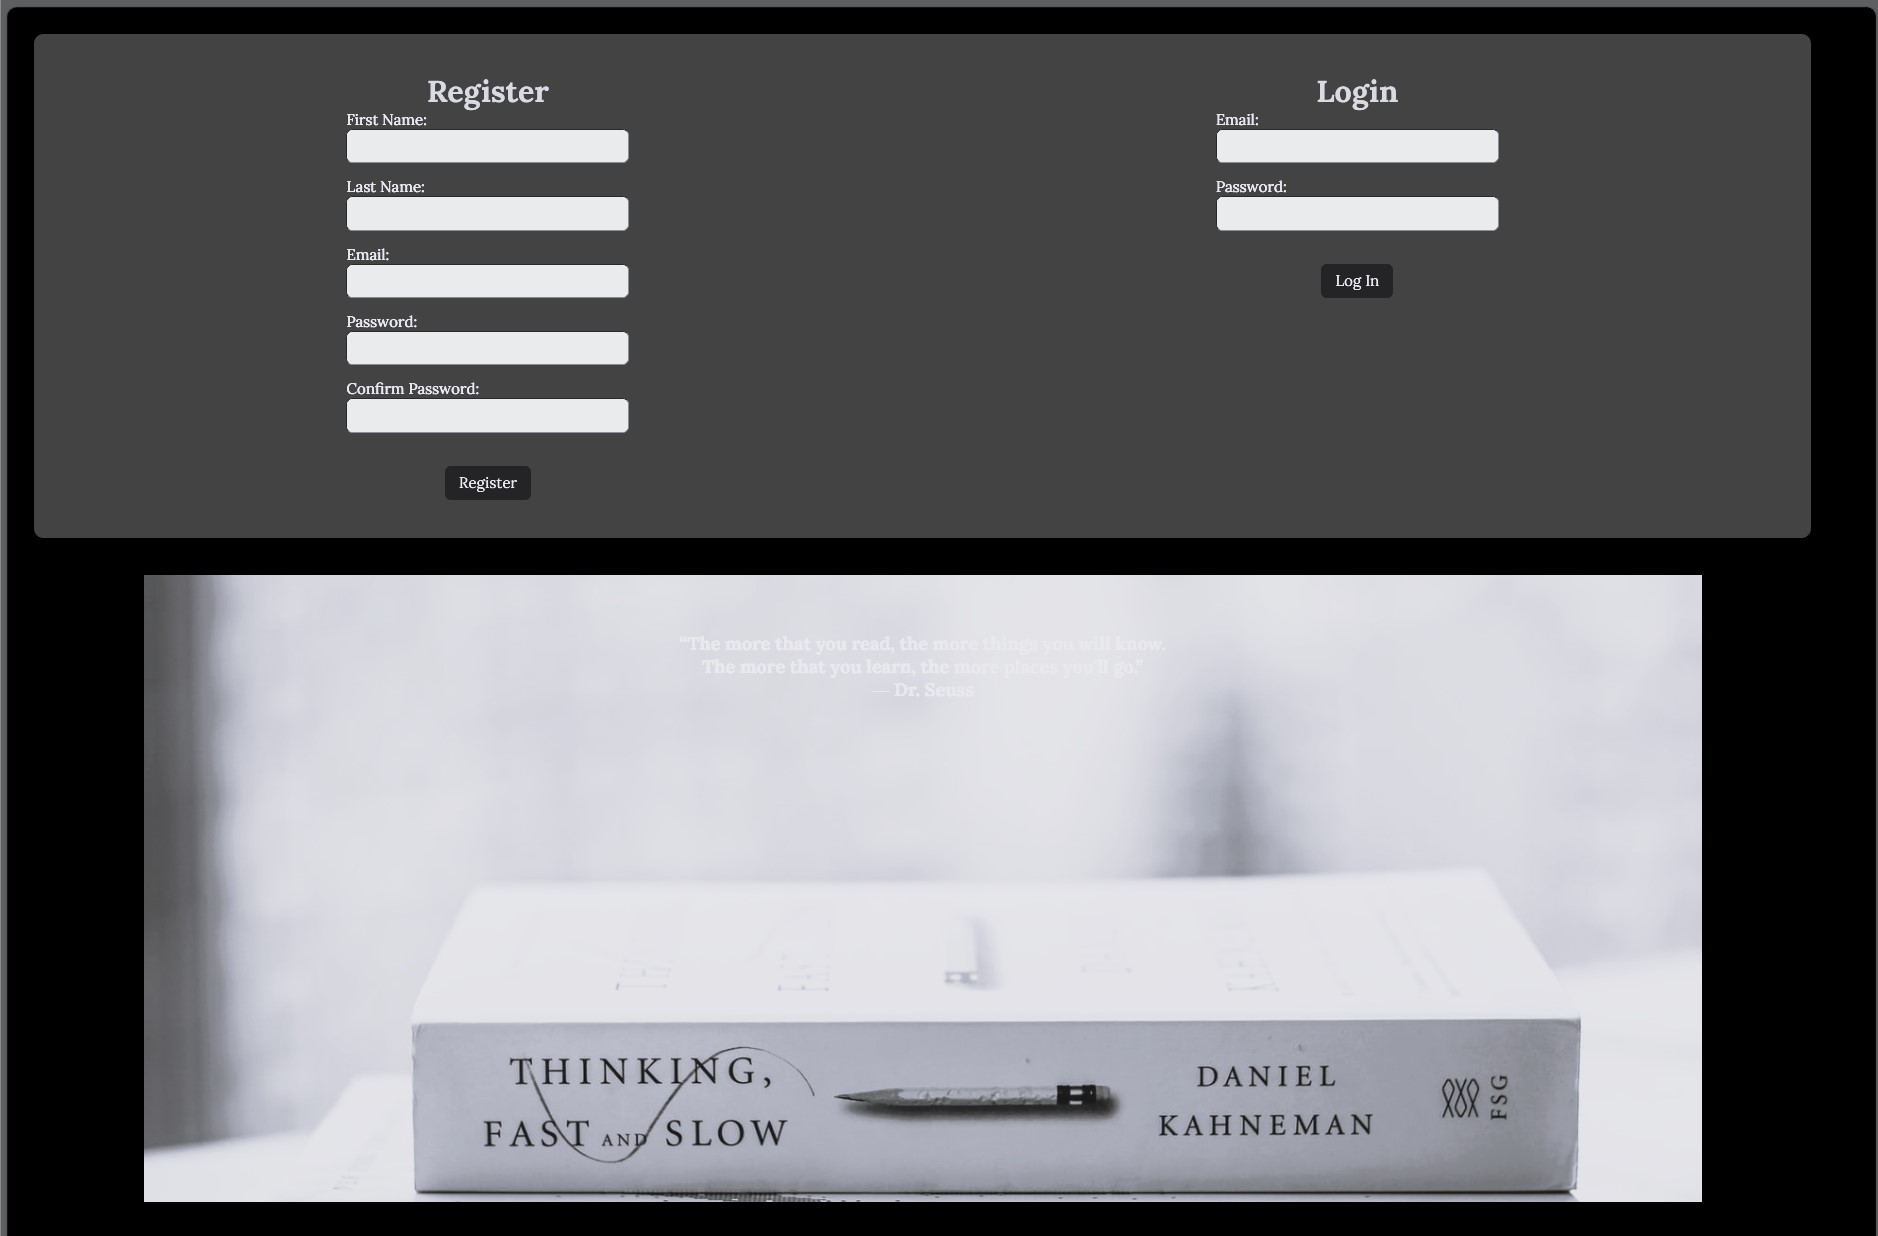 Register
First Name:
Last Name:
Email:
Password:
Confirm Password:
Register
Login
Email:
Password:
Log In
“The more that you read, the more things you will know.
The more that you learn, the more places you'll go.”
— Dr. Seuss
THINKING,
FAST AND SLOW
DANIEL
KAHNEMAN
FSG